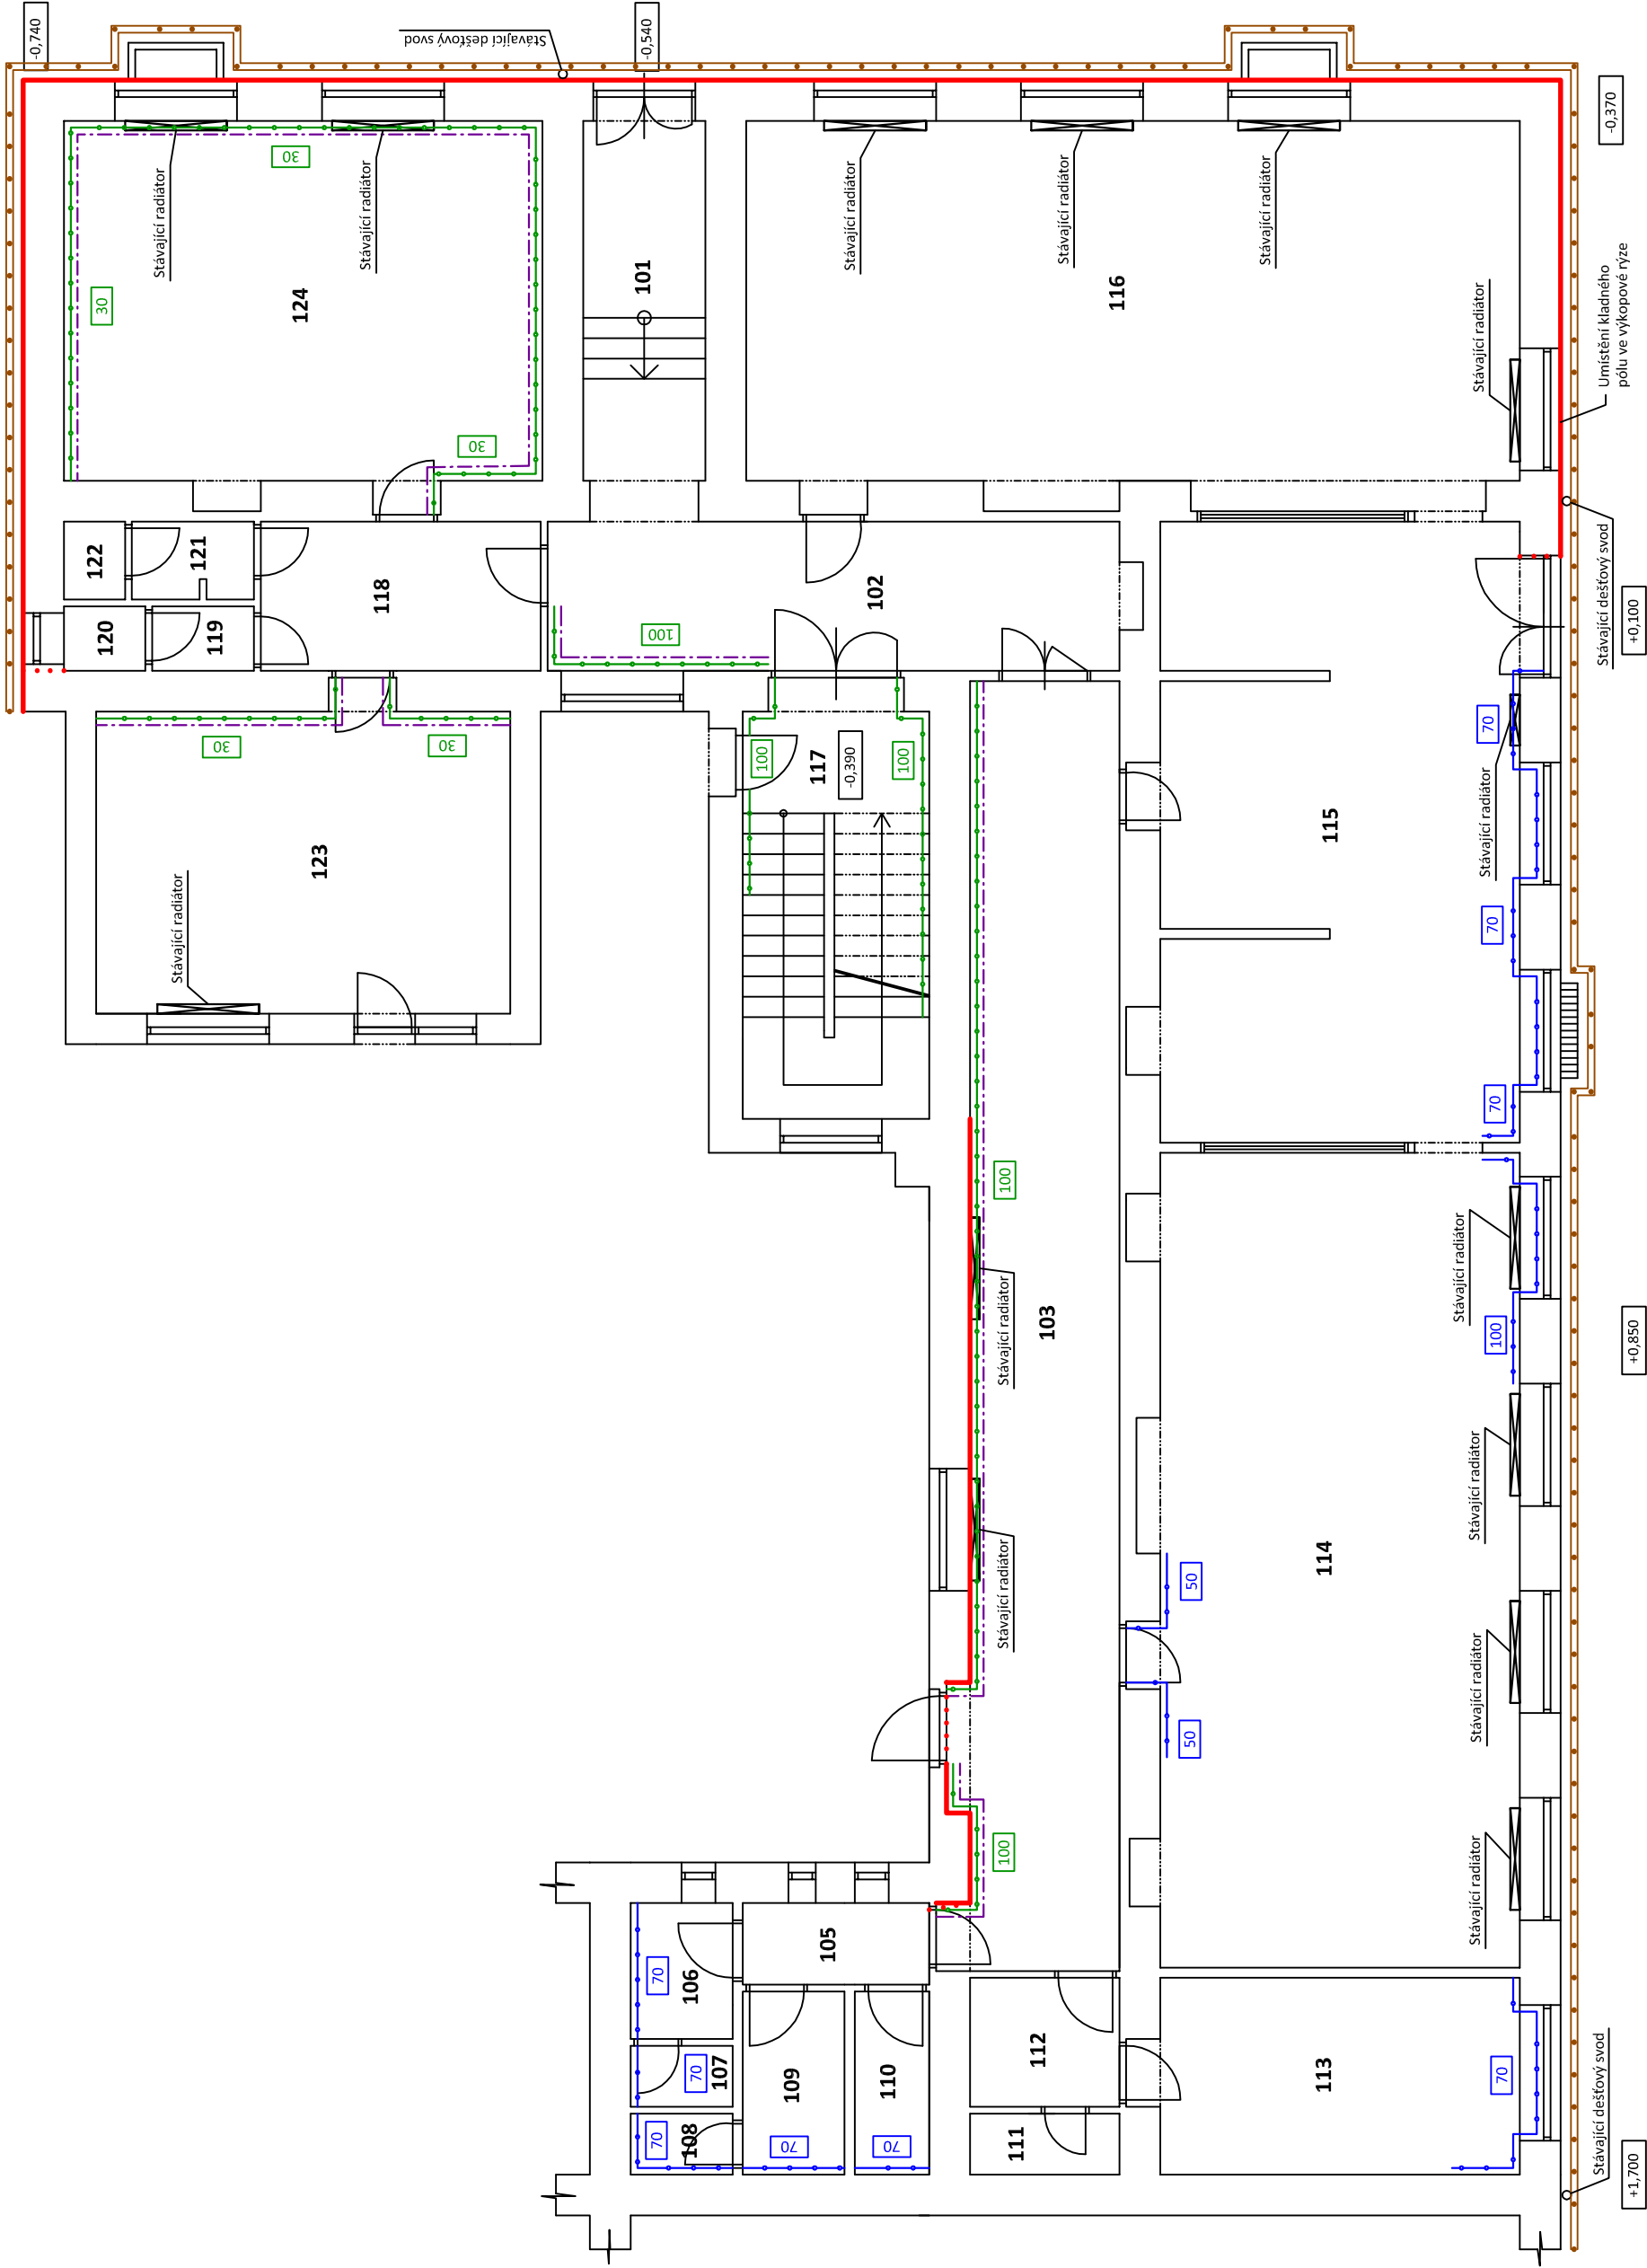 -0,740
Stávající dešťový svod
-0,540
-0,370
Stávající radiátor
Stávající radiátor
30
30
30
124
101
Stávající radiátor
Stávající radiátor
Stávající radiátor
116
Stávající radiátor
Umístění kladného
pólu ve výkopové rýze
122
121
120
119
118
102
100
Stávající dešťový svod
+0,100
30
30
123
Stávající radiátor
100
117
-0,390
100
115
70
Stávající radiátor
70
70
100
Stávající radiátor
103
Stávající radiátor
100
+0,850
Stávající radiátor
Stávající radiátor
114
50
50
Stávající radiátor
100
Stávající radiátor
105
106
70
107
70
108
70
109
70
110
70
112
111
113
70
Stávající dešťový svod
+1,700